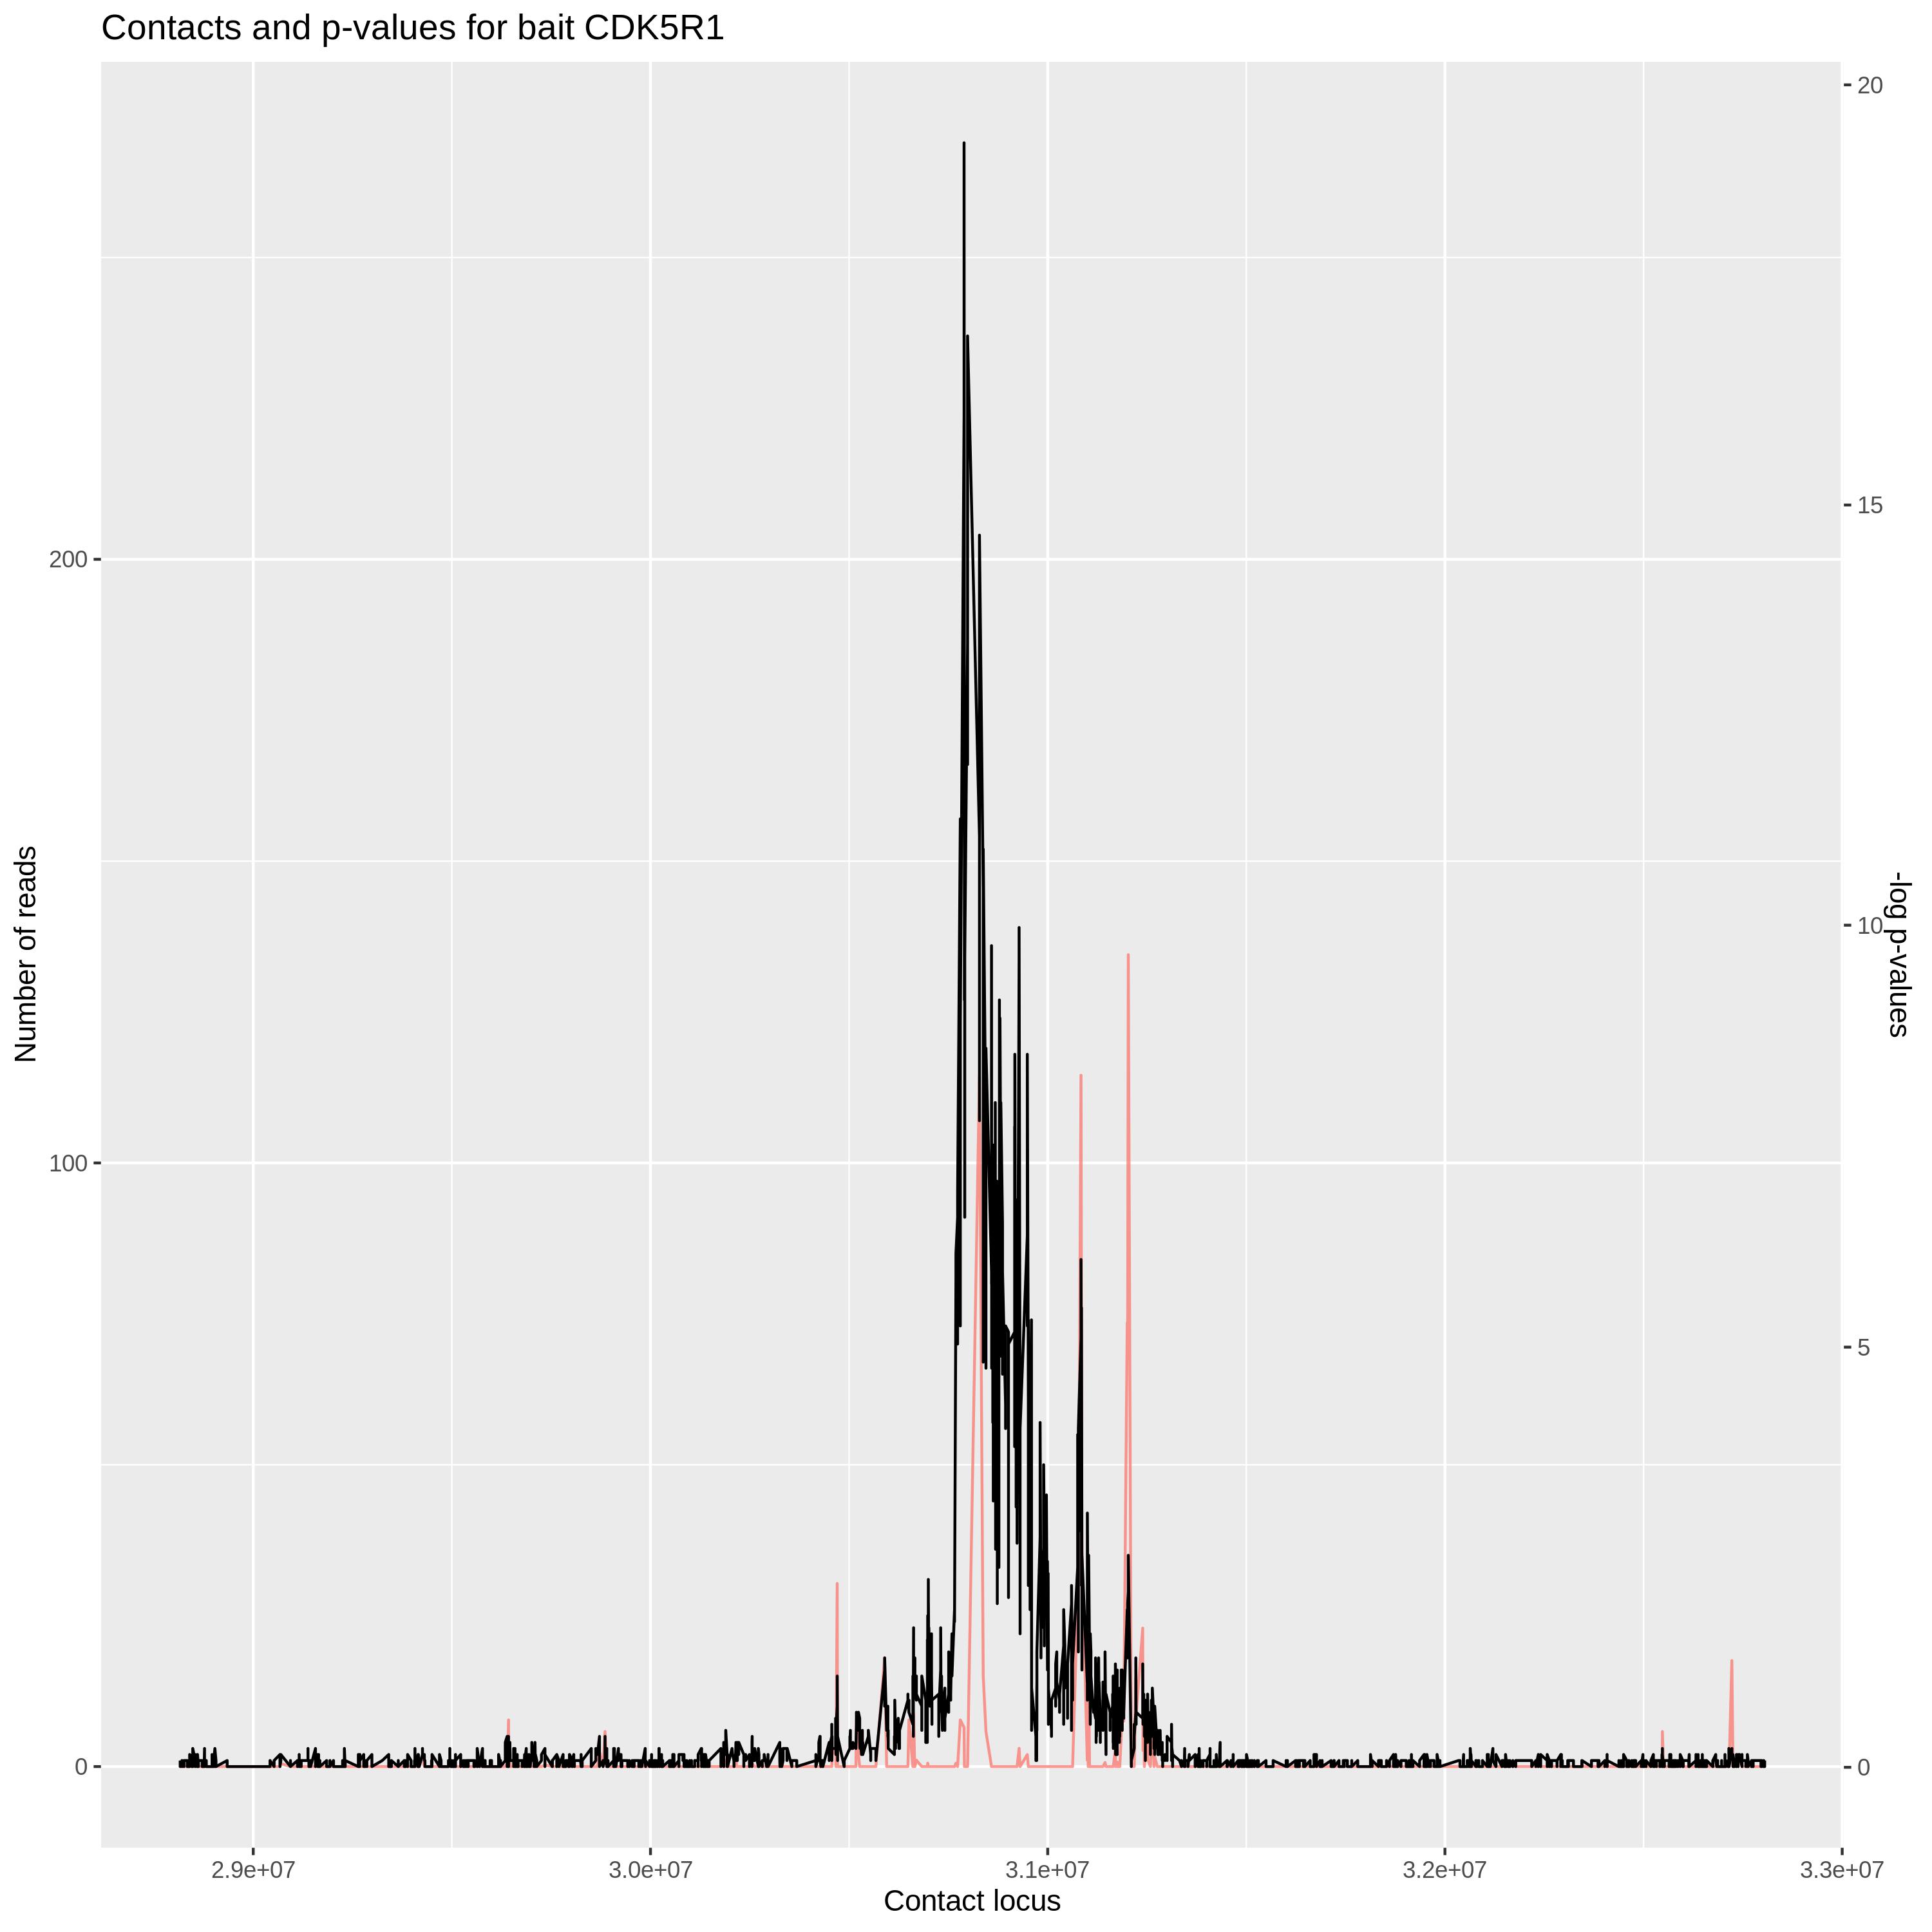 Contacts and p-values for bait CDK5R1
20
15
10
5
0
-log p-values
200
100
0
Number of reads
2.9e+07
3.0e+07
3.1e+07
3.2e+07
3.3e+07
Contact locus